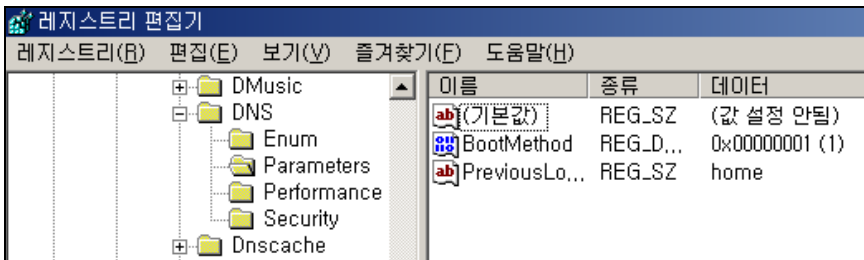 레지스트리 편집기
레지스트리(R) 편집(E) 보기(V) 즐겨찾기(F) 도움말(H)
DMusic
DNS
Enum
Parameters
Performance
Security
Dnscache
이름 종류 데이터
(기본값) REG_SZ (값 설정 안됨)
BootMethod REG_D... 0x00000001 (1)
PreviousLo... REG_SZ home